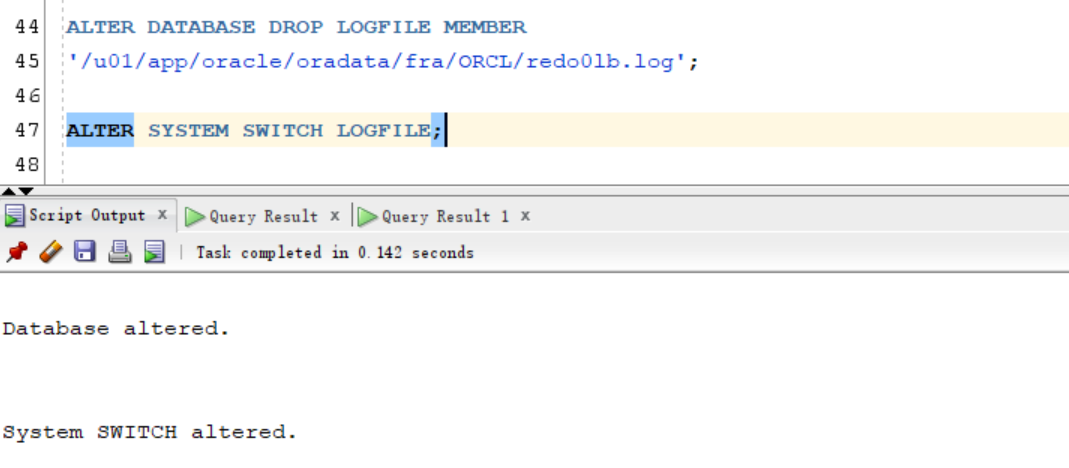 44 ALTER DATABASE DROP LOGFILE MEMBER
45 '/u01/app/oracle/oradata/fra/ORCL/redo01b.log';
46
47 ALTER SYSTEM SWITCH LOGFILE;
48
Script Output x Query Result x Query Result 1 x
Task completed in 0.142 seconds
Database altered.
System SWITCH altered.